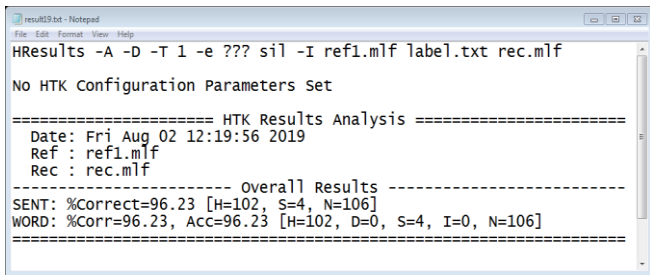 result19.txt - Notepad
File Edit Format View Help
HResults -A -D -T 1 -e ??? sil -I ref1.mlf label.txt rec.mlf
No HTK Configuration Parameters Set
====================== HTK Results Analysis =======================
Date: Fri Aug 02 12:19:56 2019
Ref : ref1.mlf
Rec : rec.mlf
------------------------ Overall Results --------------------------
SENT: %Correct=96.23 [H=102, S=4, N=106]
WORD: %Corr=96.23, Acc=96.23 [H=102, D=0, S=4, I=0, N=106]
===================================================================